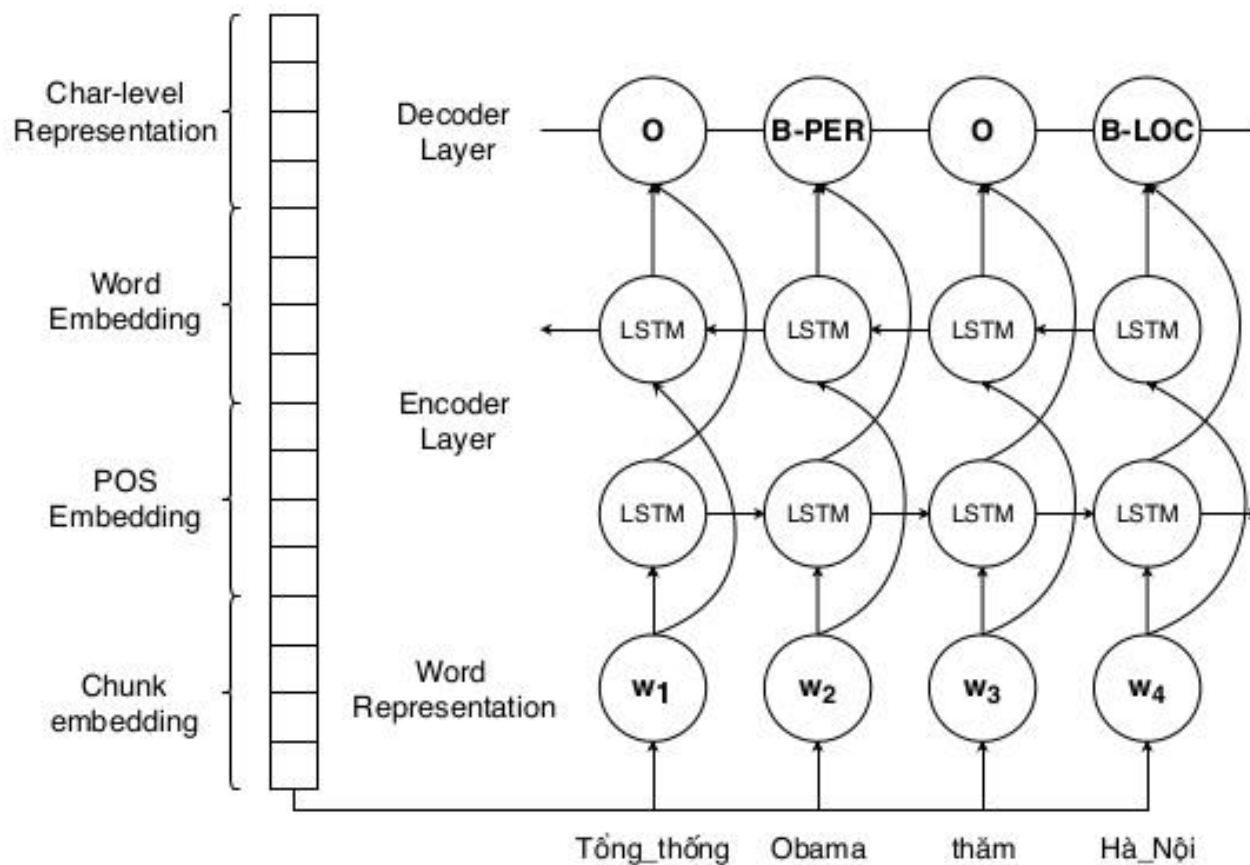 Char-level
Representation
Word
Embedding
POS
Embedding
Chunk
embedding
Decoder
Layer
O
B-PER
O
B-LOC
LSTM
LSTM
LSTM
LSTM
Encoder
Layer
LSTM
LSTM
LSTM
LSTM
Word
Representation
w1
w2
w3
w4
Tổng_thống
Obama
thăm
Hà_Nội